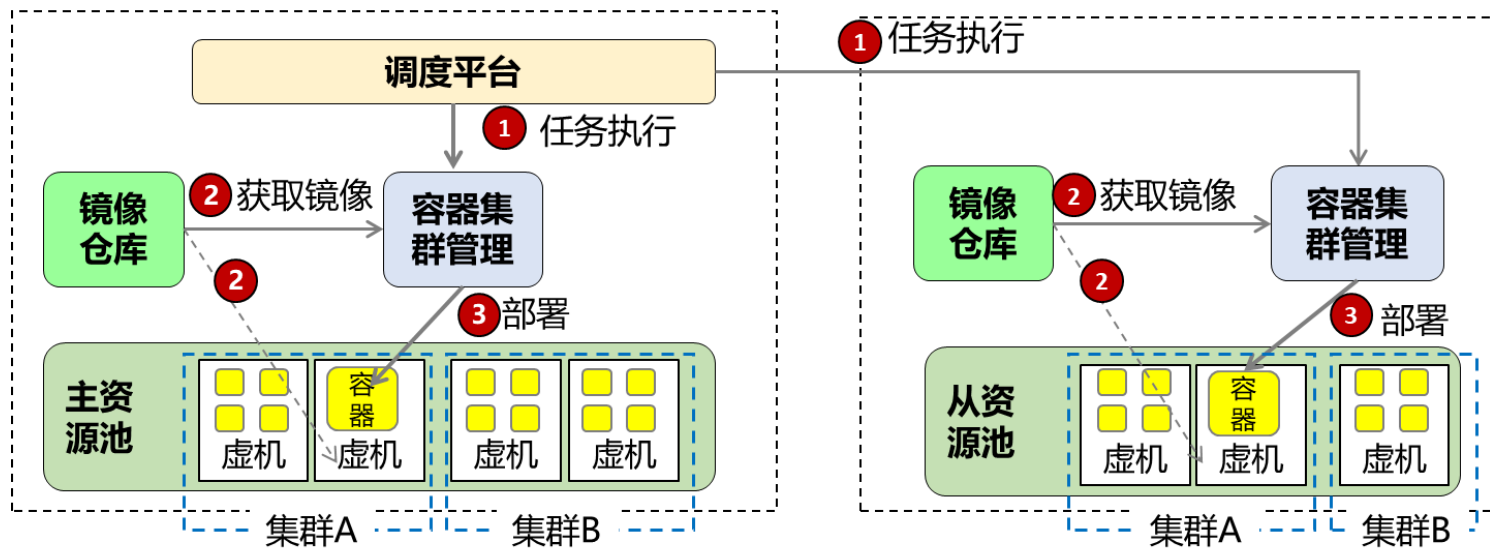 调度平台
1 任务执行
镜像
仓库
2 获取镜像
容器集
群管理
2
3 部署
主资
源池
虚机
容
器
虚机
虚机
虚机
集群A
集群B
1 任务执行
镜像
仓库
2 获取镜像
容器集
群管理
2
3 部署
从资
源池
虚机
容
器
虚机
虚机
集群A
集群B